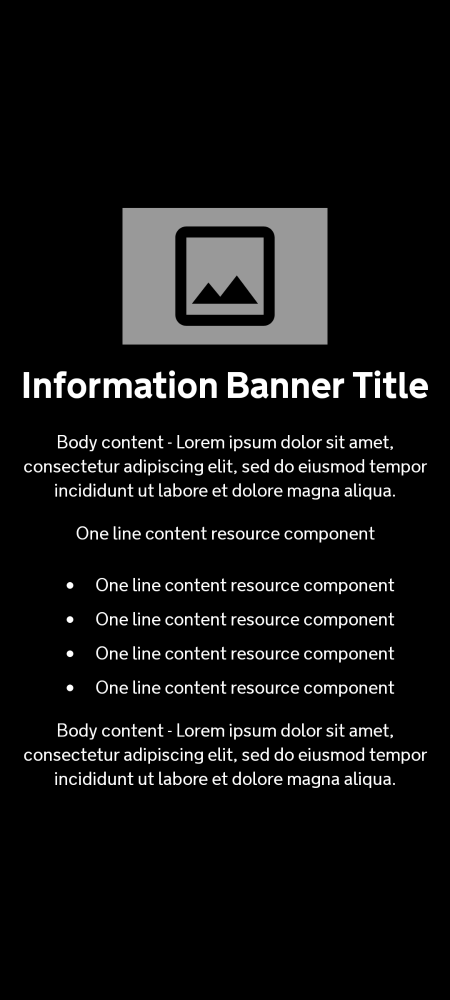 Information Banner Title
Body content - Lorem ipsum dolor sit amet,
consectetur adipiscing elit, sed do eiusmod tempor
incididunt ut labore et dolore magna aliqua.
One line content resource component
• One line content resource component
• One line content resource component
• One line content resource component
• One line content resource component
Body content - Lorem ipsum dolor sit amet,
consectetur adipiscing elit, sed do eiusmod tempor
incididunt ut labore et dolore magna aliqua.